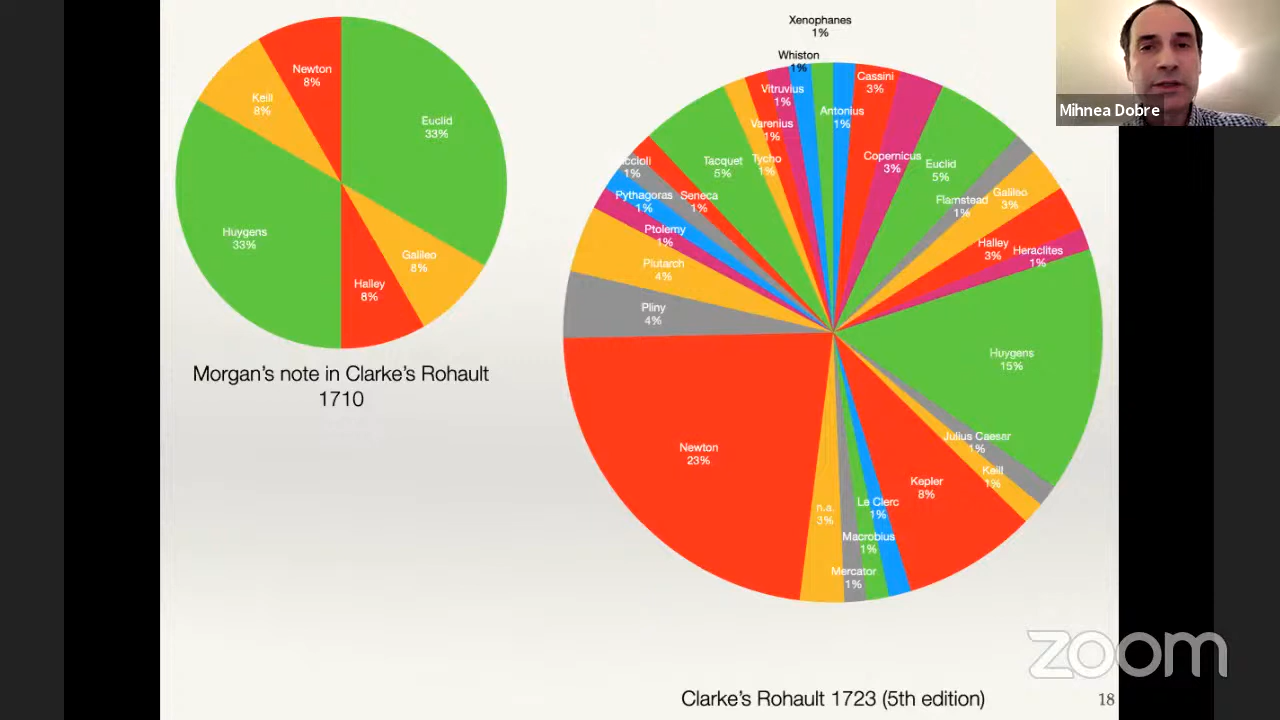 Newton
8%
Keill
8%
Euclid
33%
Huygens
33%
Galileo
8%
Halley
8%
Morgan's note in Clarke's Rohault
1710
Xenophanes
1%
Whiston
1%
Vitruvius
1%
Varenius
1%
Tycho
1%
Tacquet
5%
Seneca
1%
ccioli
1%
Pythagoras
1%
Ptolemy
1%
Plutarch
4%
Pliny
4%
Newton
23%
n.a.
3%
Mercator
1%
Macrobius
1%
Le Clerc
1%
Kepler
8%
Keill
1%
Julius Caesar
1%
Huygens
15%
Heraclites
1%
Halley
3%
Galileo
3%
Flamstead
1%
Euclid
5%
Copernicus
3%
Cassini
3%
Antonius
1%
Clarke's Rohault 1723 (5th edition)
18
Mihnea Dobre
zoom